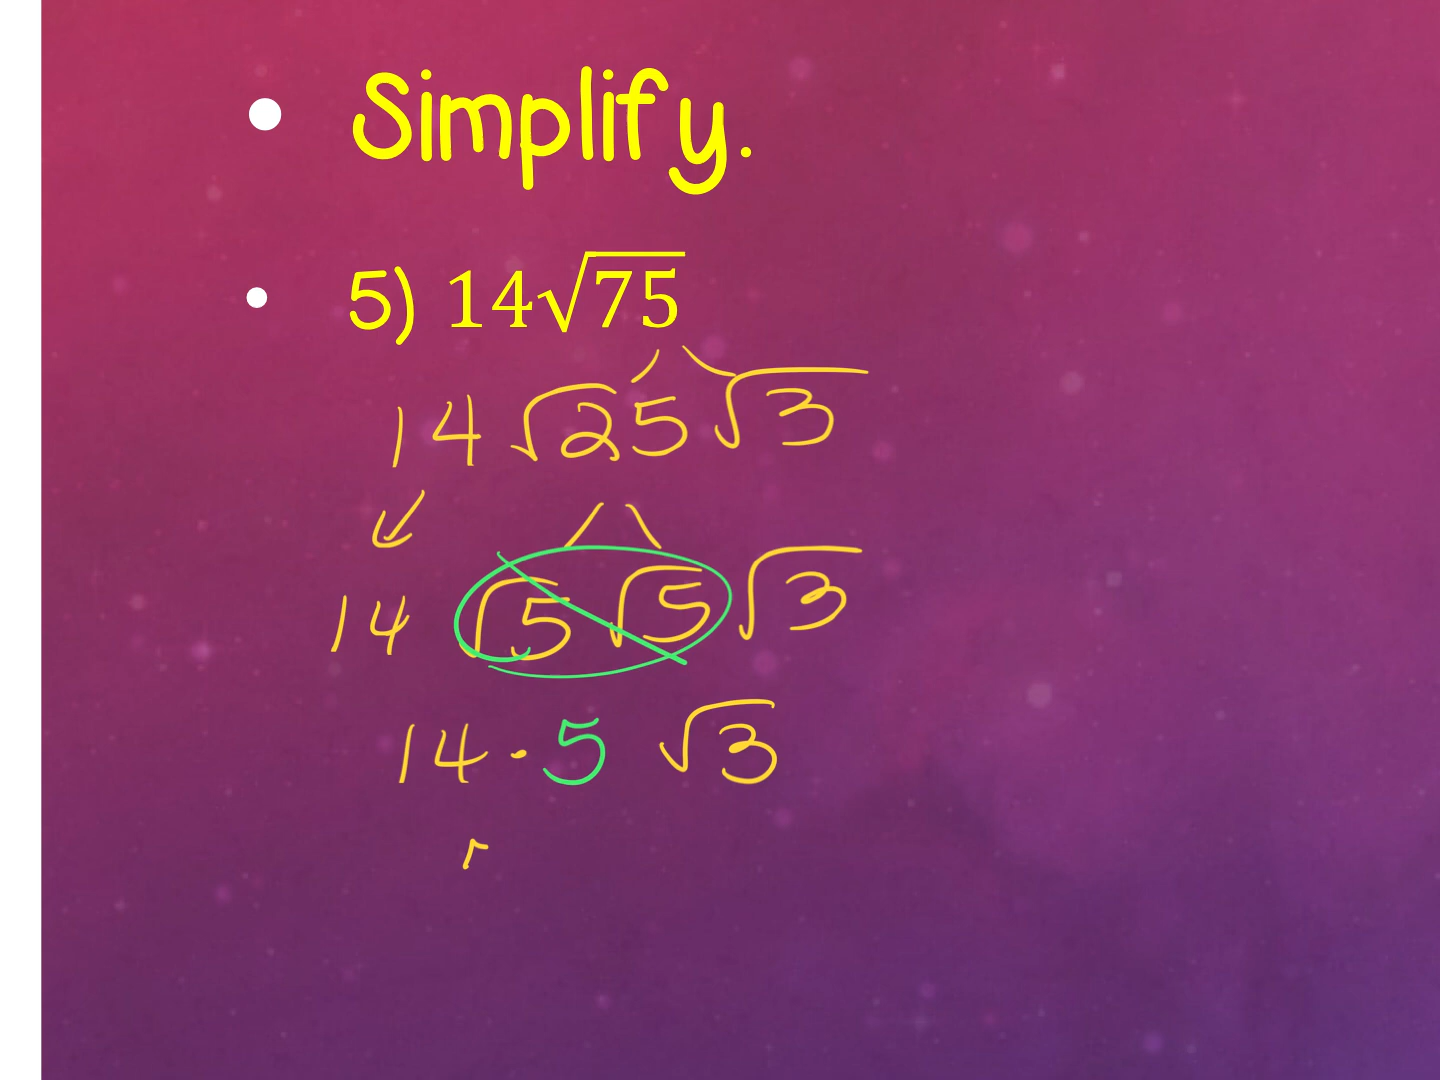 • Simplify.
• 5) 14√75
14 √25 √3
14 √5 √5 √3
14 · 5 √3